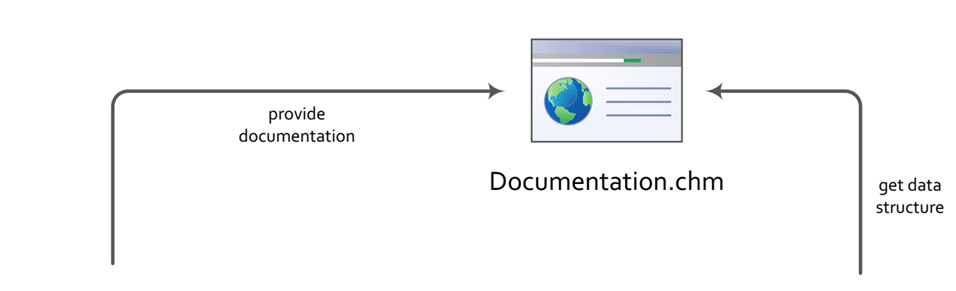 provide
documentation
Documentation.chm
get data
structure